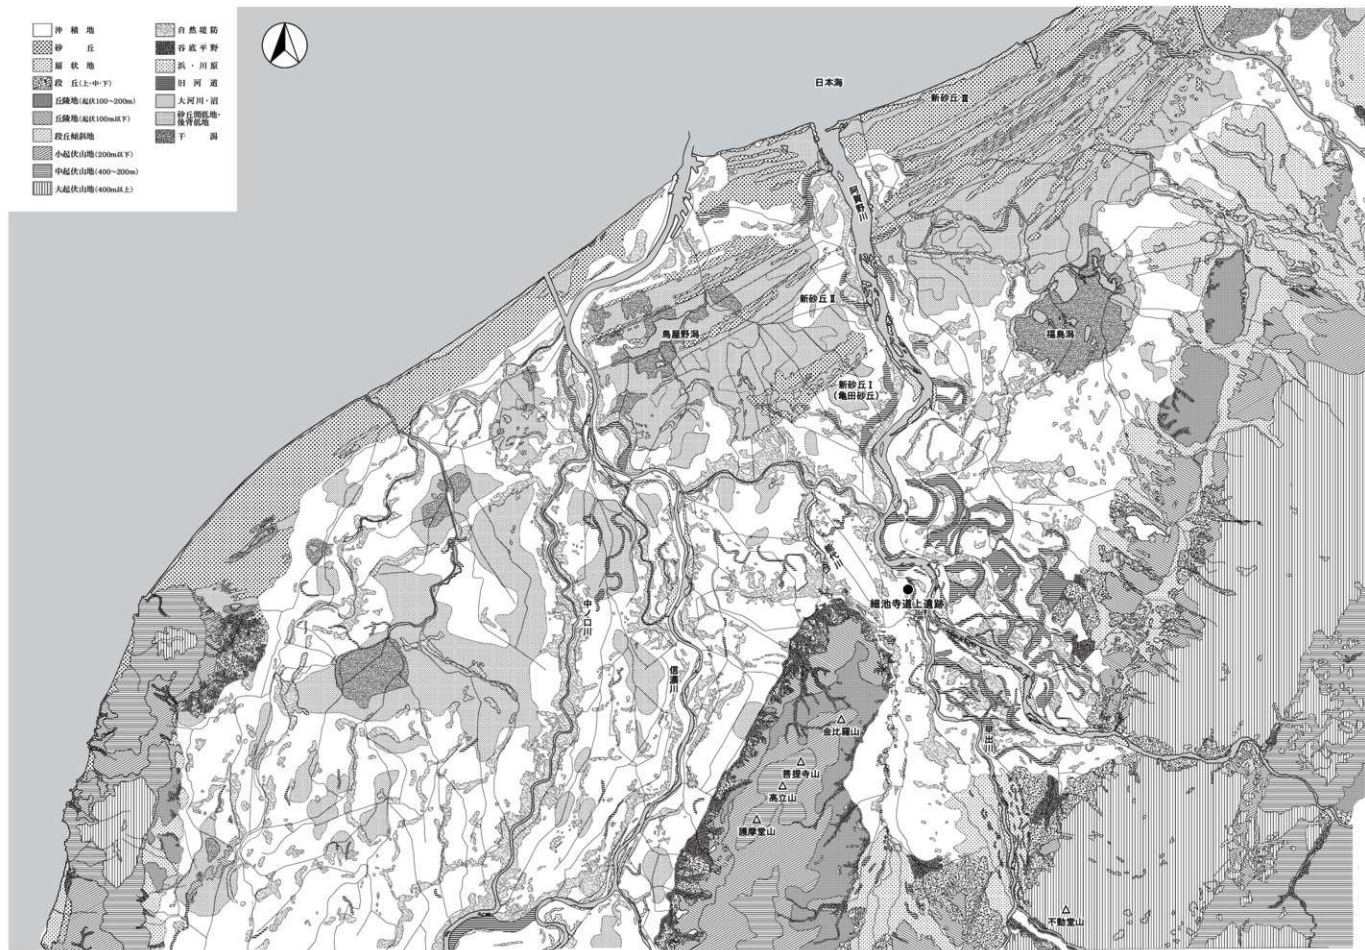 沖積地
砂丘
扇状地
段丘(上・中・下)
丘陵地(起伏100~200m)
丘陵地(起伏100m以下)
段丘傾斜地
小起伏山地(200m以下)
中起伏山地(400~200m)
大起伏山地(400m以上)
自然堤防
谷底平野
浜・川原
旧河道
大河川・沼
砂丘間低地・
後背低地
干潟
日本海
新砂丘Ⅲ
阿賀野川
新砂丘Ⅱ
鳥屋野潟
福島潟
新砂丘Ⅰ
(亀田砂丘)
能代川
細池寺道上遺跡
中ノ口川
信濃川
早出川
金比羅山
菩提寺山
高立山
護摩堂山
不動堂山